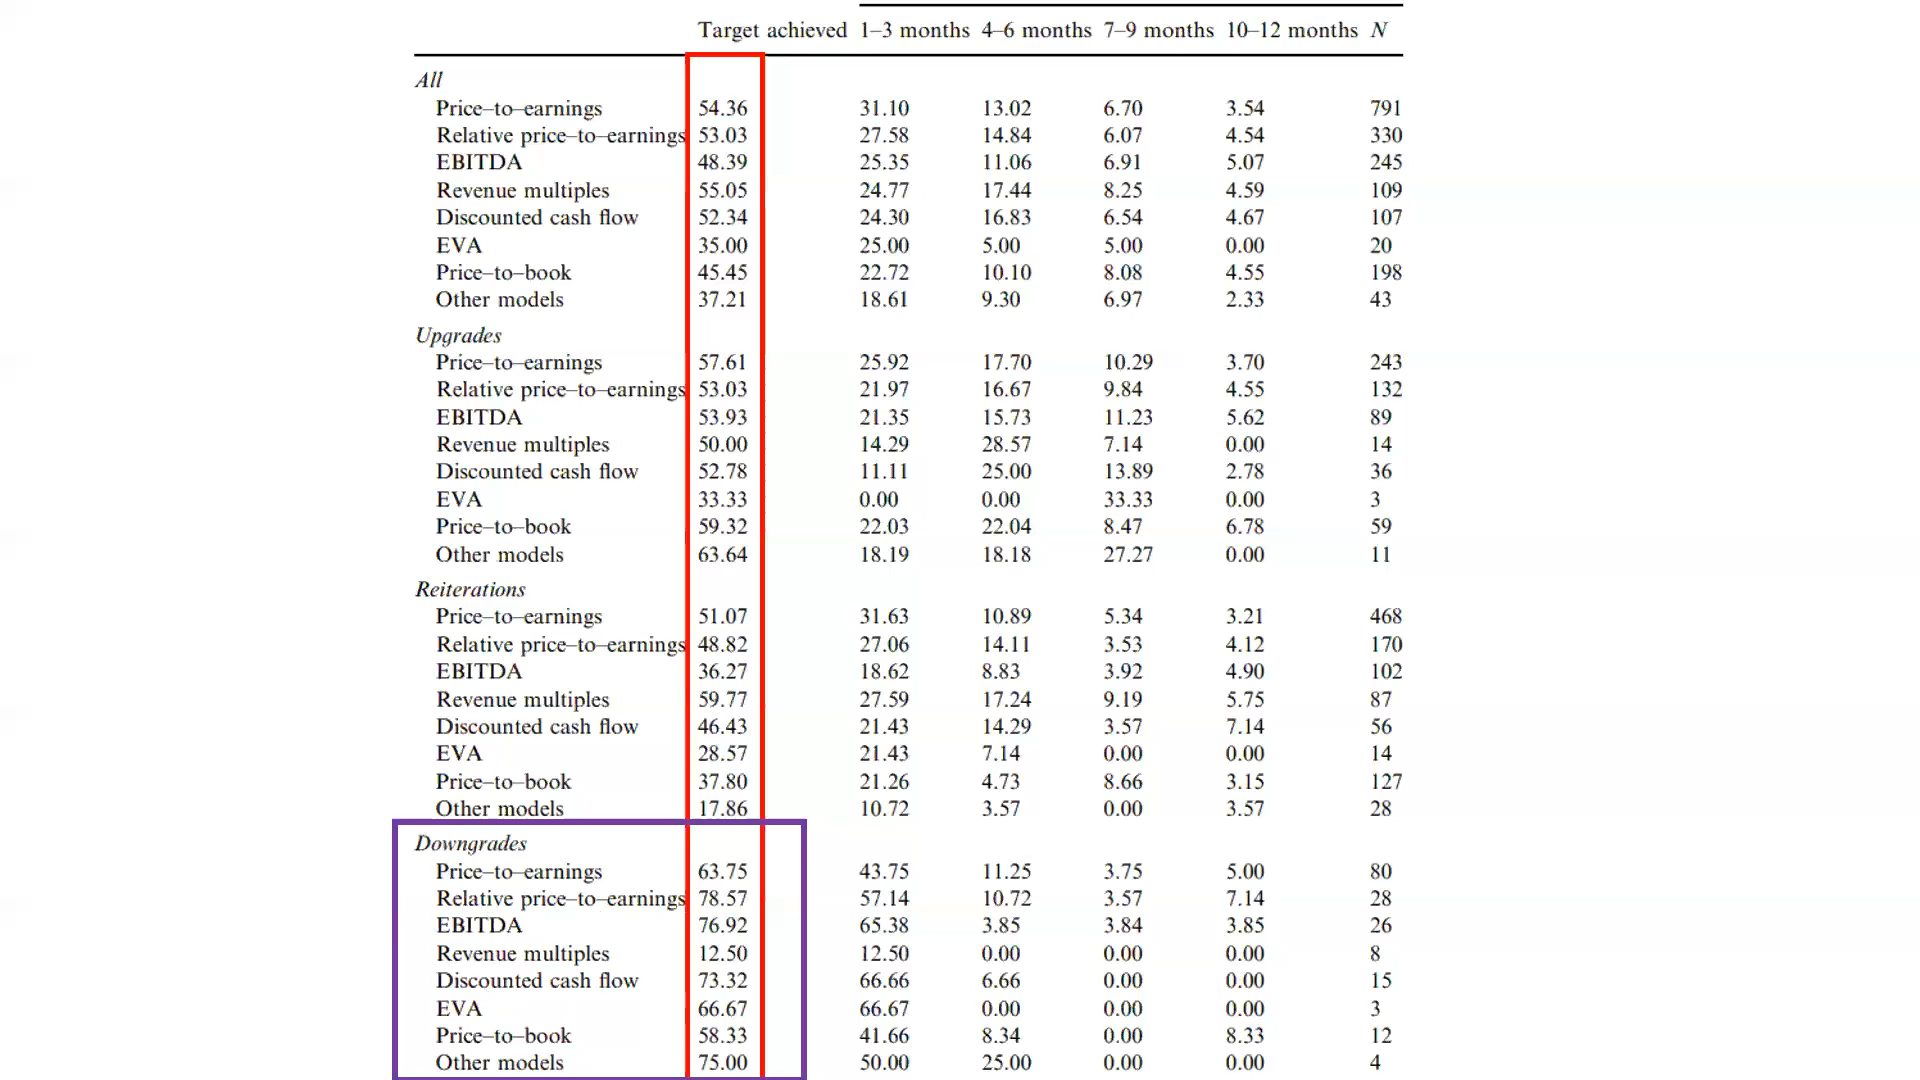 Target achieved 1–3 months 4–6 months 7–9 months 10–12 months N
All
Price–to–earnings 54.36 31.10 13.02 6.70 3.54 791
Relative price–to–earnings 53.03 27.58 14.84 6.07 4.54 330
EBITDA 48.39 25.35 11.06 6.91 5.07 245
Revenue multiples 55.05 24.77 17.44 8.25 4.59 109
Discounted cash flow 52.34 24.30 16.83 6.54 4.67 107
EVA 35.00 25.00 5.00 5.00 0.00 20
Price–to–book 45.45 22.72 10.10 8.08 4.55 198
Other models 37.21 18.61 9.30 6.97 2.33 43
Upgrades
Price–to–earnings 57.61 25.92 17.70 10.29 3.70 243
Relative price–to–earnings 53.03 21.97 16.67 9.84 4.55 132
EBITDA 53.93 21.35 15.73 11.23 5.62 89
Revenue multiples 50.00 14.29 28.57 7.14 0.00 14
Discounted cash flow 52.78 11.11 25.00 13.89 2.78 36
EVA 33.33 0.00 0.00 33.33 0.00 3
Price–to–book 59.32 22.03 22.04 8.47 6.78 59
Other models 63.64 18.19 18.18 27.27 0.00 11
Reiterations
Price–to–earnings 51.07 31.63 10.89 5.34 3.21 468
Relative price–to–earnings 48.82 27.06 14.11 3.53 4.12 170
EBITDA 36.27 18.62 8.83 3.92 4.90 102
Revenue multiples 59.77 27.59 17.24 9.19 5.75 87
Discounted cash flow 46.43 21.43 14.29 3.57 7.14 56
EVA 28.57 21.43 7.14 0.00 0.00 14
Price–to–book 37.80 21.26 4.73 8.66 3.15 127
Other models 17.86 10.72 3.57 0.00 3.57 28
Downgrades
Price–to–earnings 63.75 43.75 11.25 3.75 5.00 80
Relative price–to–earnings 78.57 57.14 10.72 3.57 7.14 28
EBITDA 76.92 65.38 3.85 3.84 3.85 26
Revenue multiples 12.50 12.50 0.00 0.00 0.00 8
Discounted cash flow 73.32 66.66 6.66 0.00 0.00 15
EVA 66.67 66.67 0.00 0.00 0.00 3
Price–to–book 58.33 41.66 8.34 0.00 8.33 12
Other models 75.00 50.00 25.00 0.00 0.00 4